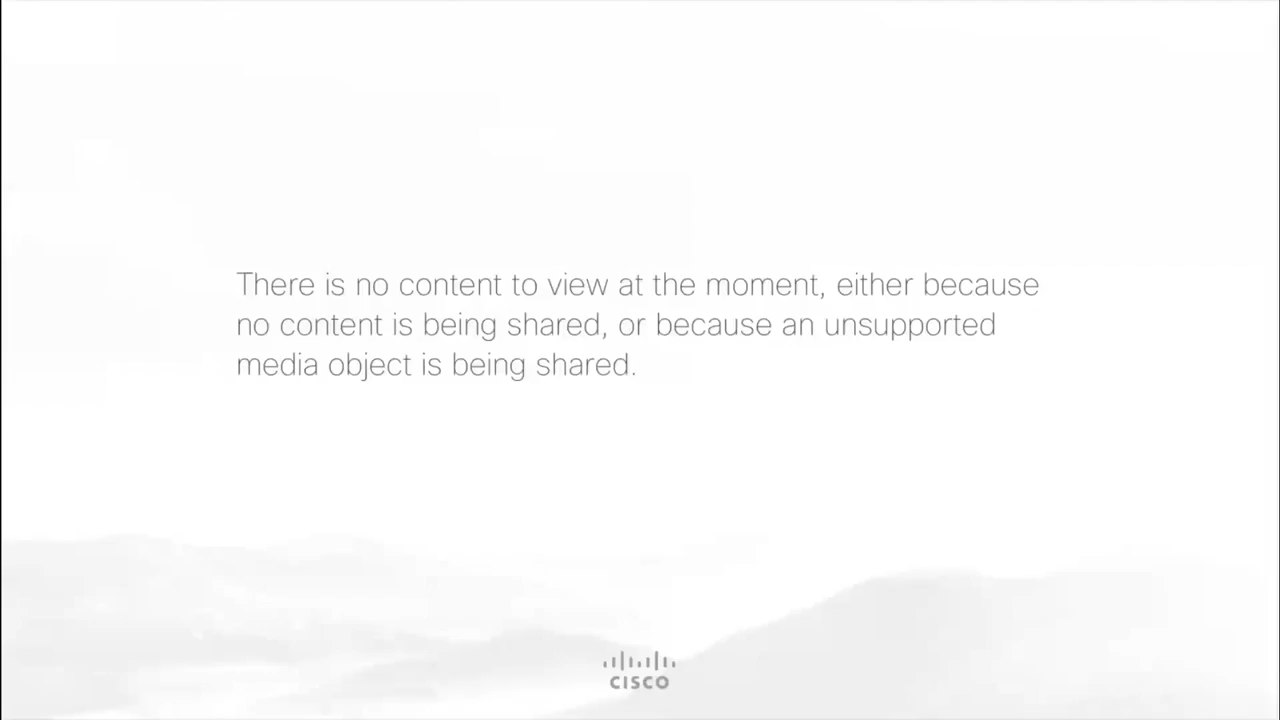 There is no content to view at the moment, either because
no content is being shared, or because an unsupported
media object is being shared.
CISCO